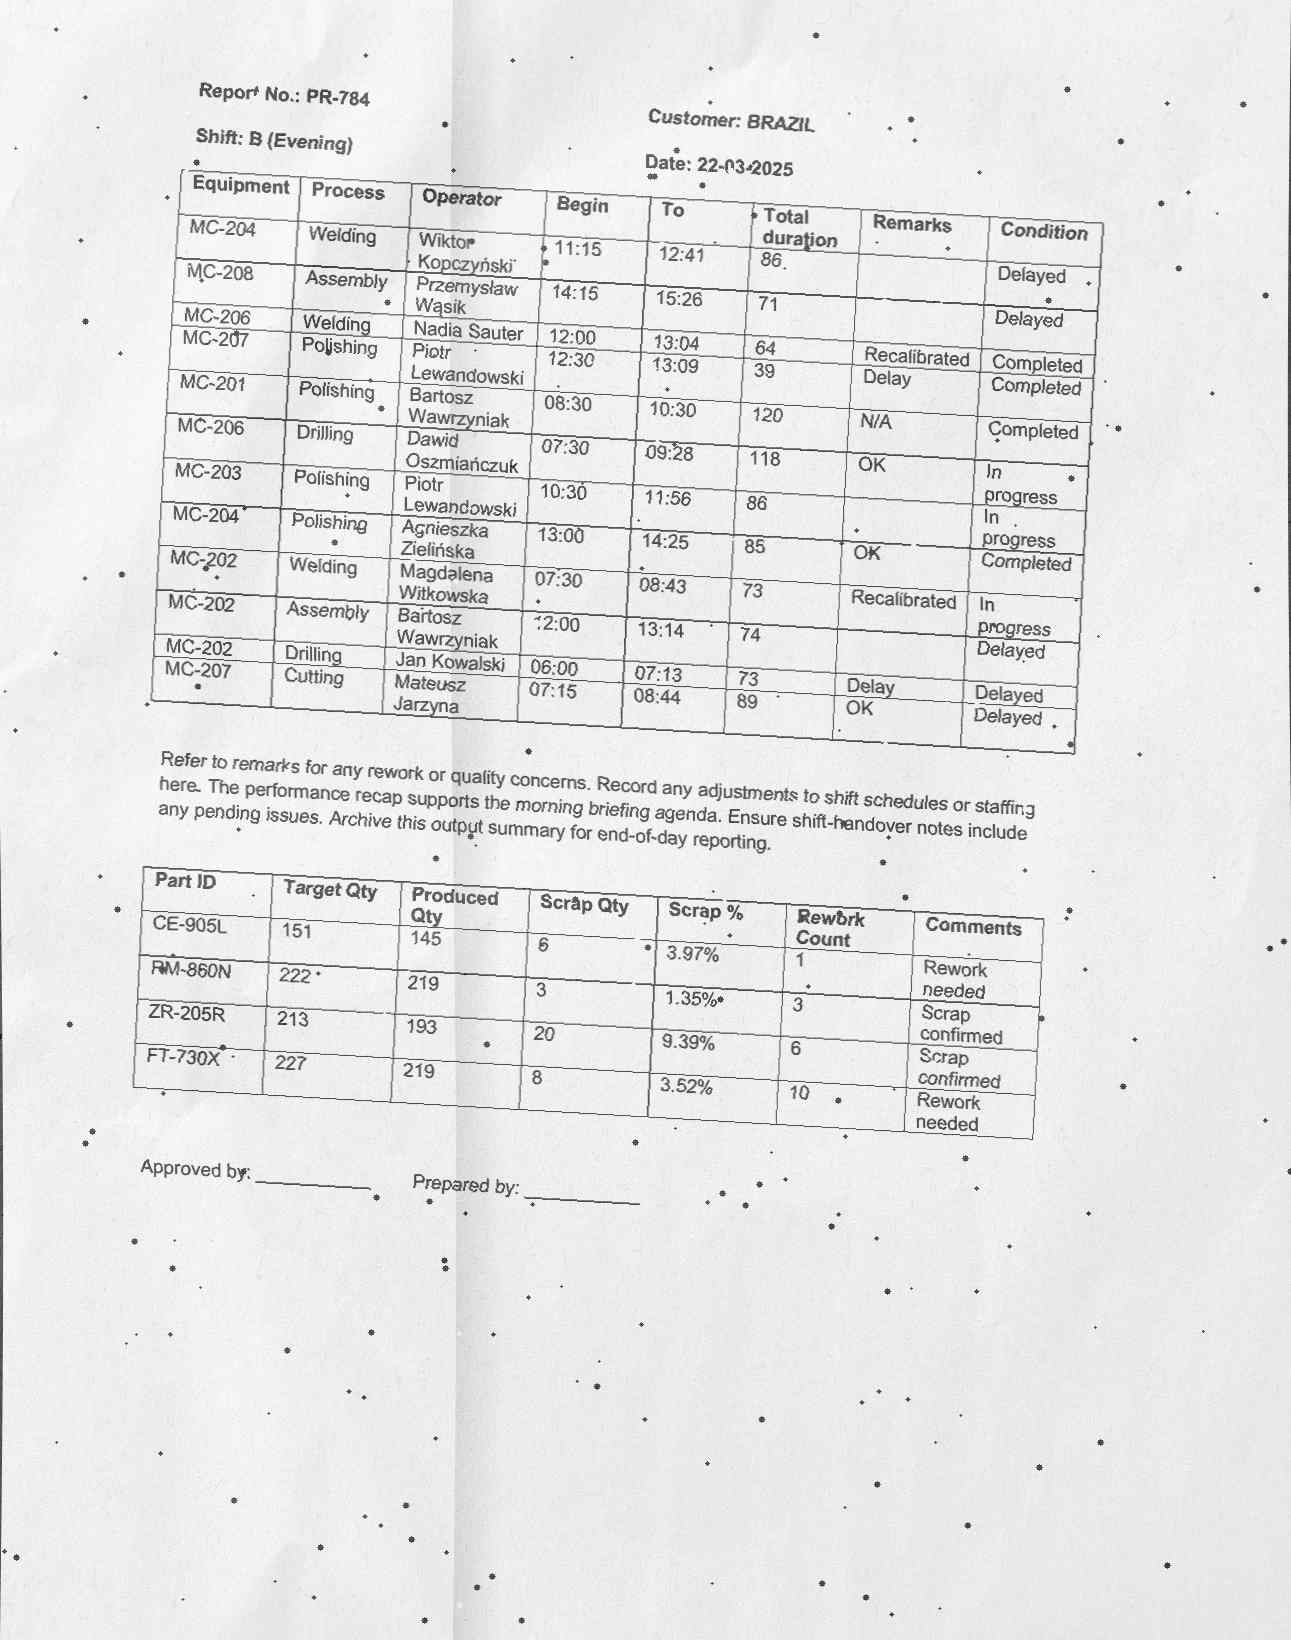 Report No.: PR-784
Customer: BRAZIL
Shift: B (Evening)
Date: 22-03-2025
Equipment Process Operator Begin To Total duration Remarks Condition
MC-204 Welding Wiktor Kopczyński 11:15 12:41 86 Delayed
MC-208 Assembly Przemysław Wąsik 14:15 15:26 71 Delayed
MC-206 Welding Nadia Sauter 12:00 13:04 64 Recalibrated Completed
MC-207 Polishing Piotr Lewandowski 12:30 13:09 39 Delay Completed
MC-201 Polishing Bartosz Wawrzyniak 08:30 10:30 120 N/A Completed
MC-206 Drilling Dawid Oszmiańczuk 07:30 09:28 118 OK In progress
MC-203 Polishing Piotr Lewandowski 10:30 11:56 86 In progress
MC-204 Polishing Agnieszka Zielińska 13:00 14:25 85 OK Completed
MC-202 Welding Magdalena Witkowska 07:30 08:43 73 Recalibrated In progress
MC-202 Assembly Bartosz Wawrzyniak 12:00 13:14 74 Delayed
MC-202 Drilling Jan Kowalski 06:00 07:13 73 Delay Delayed
MC-207 Cutting Mateusz Jarzyna 07:15 08:44 89 OK Delayed
Refer to remarks for any rework or quality concerns. Record any adjustments to shift schedules or staffing
here. The performance recap supports the morning briefing agenda. Ensure shift-handover notes include
any pending issues. Archive this output summary for end-of-day reporting.
Part ID Target Qty Produced Qty Scrap Qty Scrap % Rework Count Comments
CE-905L 151 145 6 3.97% 1 Rework needed
RM-860N 222 219 3 1.35% 3 Scrap confirmed
ZR-205R 213 193 20 9.39% 6 Scrap confirmed
FT-730X 227 219 8 3.52% 10 Rework needed
Approved by: Prepared by: